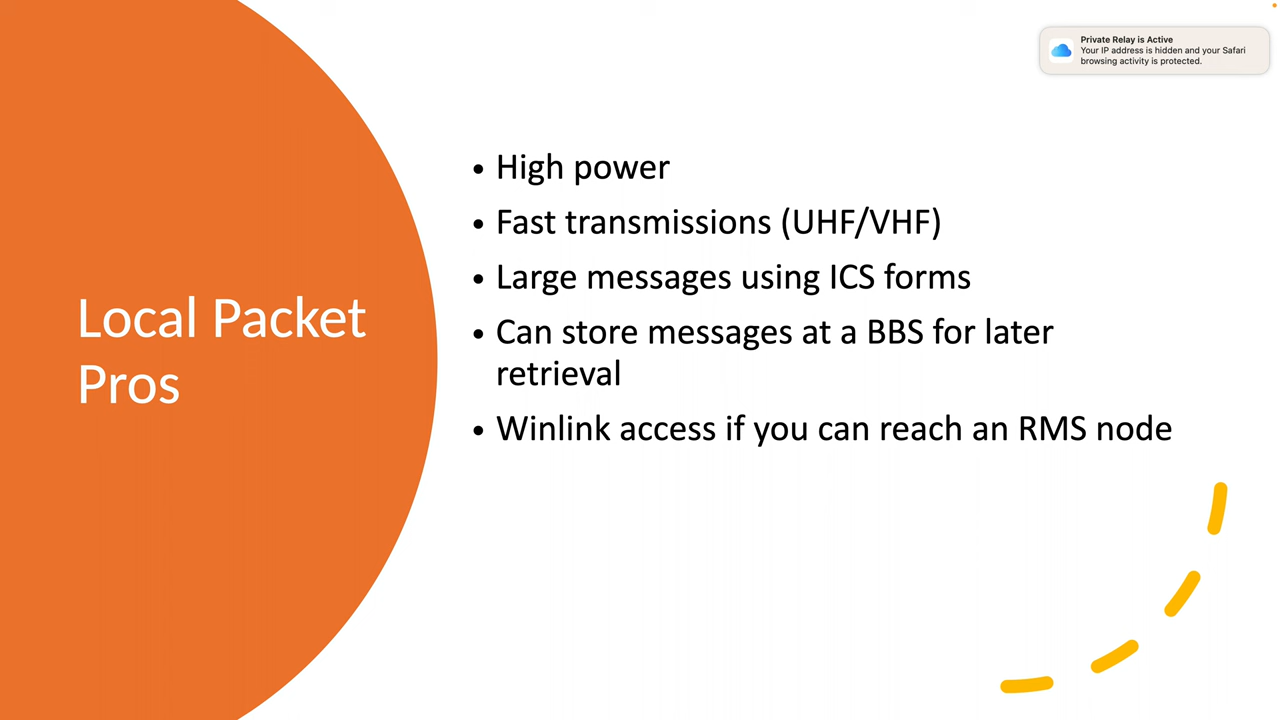 Private Relay is Active
Your IP address is hidden and your Safari
browsing activity is protected.
Local Packet
Pros
• High power
• Fast transmissions (UHF/VHF)
• Large messages using ICS forms
• Can store messages at a BBS for later
retrieval
• Winlink access if you can reach an RMS node